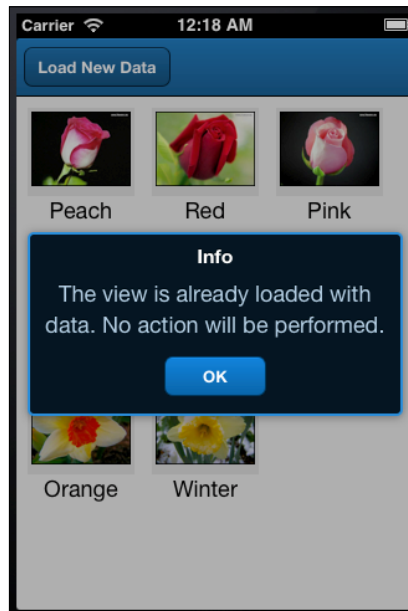 Carrier 12:18 AM
Load New Data
Peach Red Pink
Info
The view is already loaded with
data. No action will be performed.
OK
Orange Winter